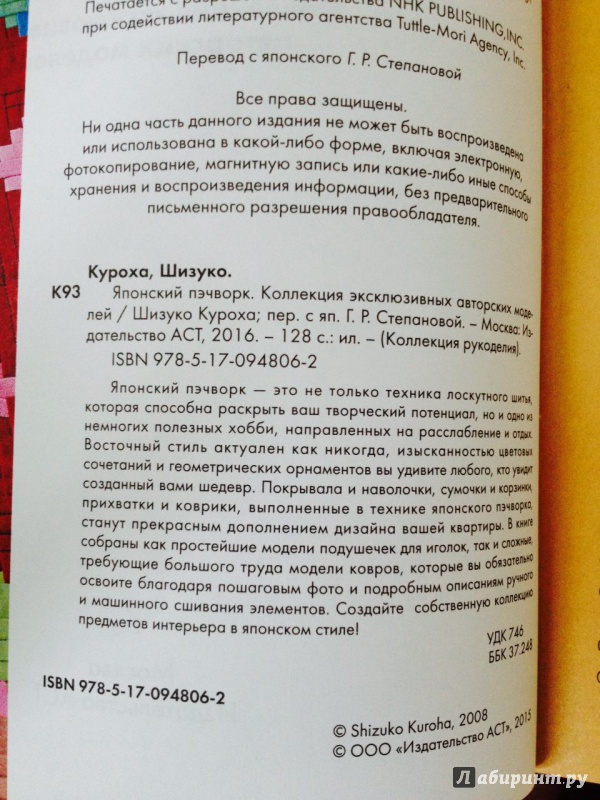 Печатается с разрешения издательства NHK PUBLISHING, INC.
при содействии литературного агентства Tuttle-Mori Agency, Inc.
Перевод с японского Г. Р. Степановой
Все права защищены.
Ни одна часть данного издания не может быть воспроизведена
или использована в какой-либо форме, включая электронную,
фотокопирование, магнитную запись или какие-либо иные способы
хранения и воспроизведения информации, без предварительного
письменного разрешения правообладателя.
Куроха, Шизуко.
К93 Японский пэчворк. Коллекция эксклюзивных авторских моде-
лей / Шизуко Куроха; пер. с яп. Г. Р. Степановой. – Москва: Из-
дательство АСТ, 2016. – 128 с.: ил. – (Коллекция рукоделия).
ISBN 978-5-17-094806-2
Японский пэчворк — это не только техника лоскутного шитья,
которая способна раскрыть ваш творческий потенциал, но и одно из
немногих полезных хобби, направленных на расслабление и отдых.
Восточный стиль актуален как никогда, изысканностью цветовых
сочетаний и геометрических орнаментов вы удивите любого, кто увидит
созданный вами шедевр. Покрывала и наволочки, сумочки и корзинки,
прихватки и коврики, выполненные в технике японского пэчворка,
станут прекрасным дополнением дизайна вашей квартиры. В книге
собраны как простейшие модели подушечек для иголок, так и сложные,
требующие большого труда модели ковров, которые вы обязательно
освоите благодаря пошаговым фото и подробным описаниям ручного
и машинного сшивания элементов. Создайте собственную коллекцию
предметов интерьера в японском стиле!
УДК 746
ББК 37.248
ISBN 978-5-17-094806-2
© Shizuko Kuroha, 2008
© ООО «Издательство АСТ», 2015
Лабиринт.ру